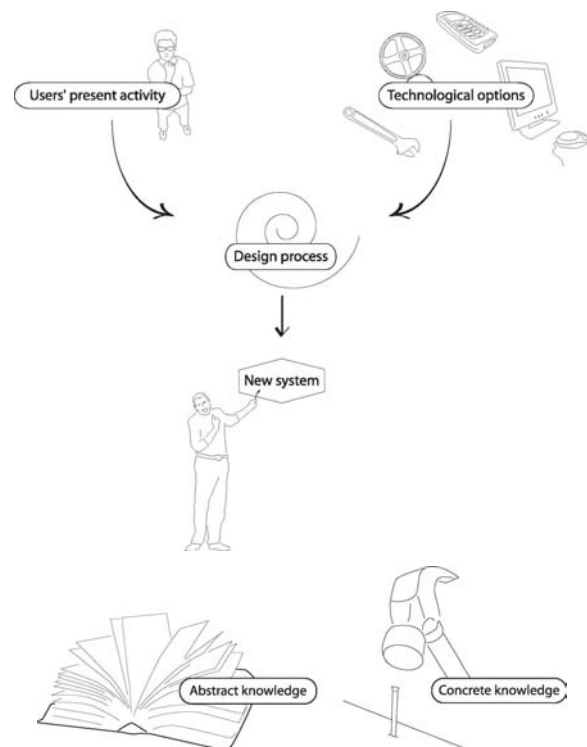 Users' present activity
Technological options
Design process
New system
Abstract knowledge
Concrete knowledge